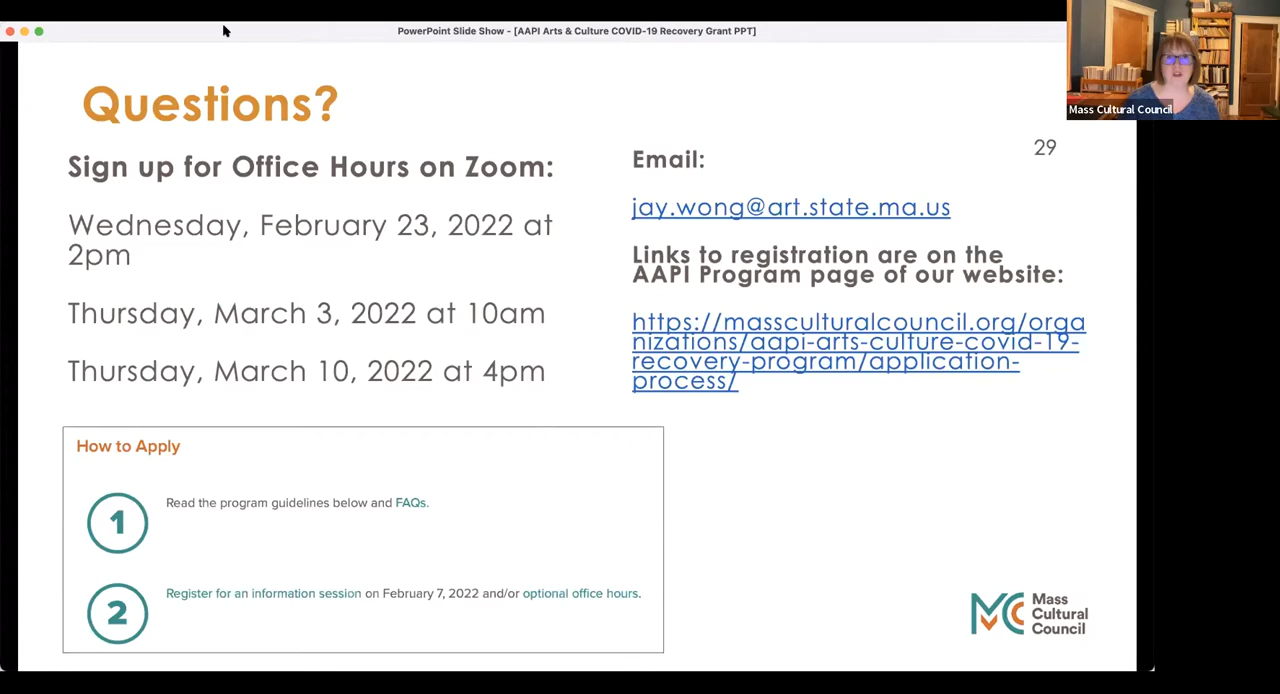 PowerPoint Slide Show - [AAPI Arts & Culture COVID-19 Recovery Grant PPT]
Mass Cultural Council
Questions?
29
Sign up for Office Hours on Zoom:
Wednesday, February 23, 2022 at
2pm
Thursday, March 3, 2022 at 10am
Thursday, March 10, 2022 at 4pm
Email:
jay.wong@art.state.ma.us
Links to registration are on the
AAPI Program page of our website:
https://massculturalcouncil.org/orga
nizations/aapi-arts-culture-covid-19-
recovery-program/application-
process/
How to Apply
1
Read the program guidelines below and FAQs.
2
Register for an information session on February 7, 2022 and/or optional office hours.
MC
Mass
Cultural
Council